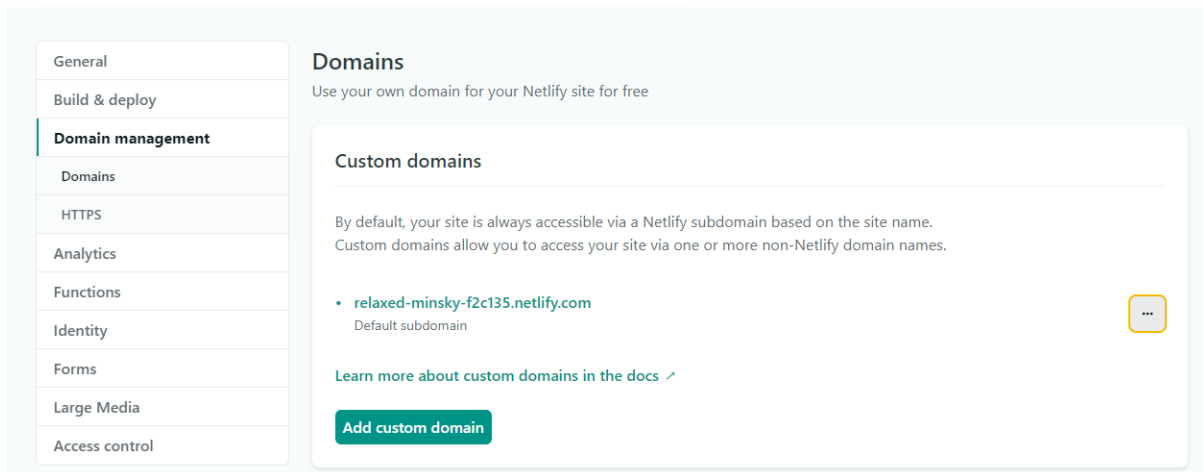 General
Build & deploy
Domain management
Domains
HTTPS
Analytics
Functions
Identity
Forms
Large Media
Access control
Domains
Use your own domain for your Netlify site for free
Custom domains
By default, your site is always accessible via a Netlify subdomain based on the site name.
Custom domains allow you to access your site via one or more non-Netlify domain names.
• relaxed-minsky-f2c135.netlify.com
Default subdomain
...
Learn more about custom domains in the docs ↗
Add custom domain